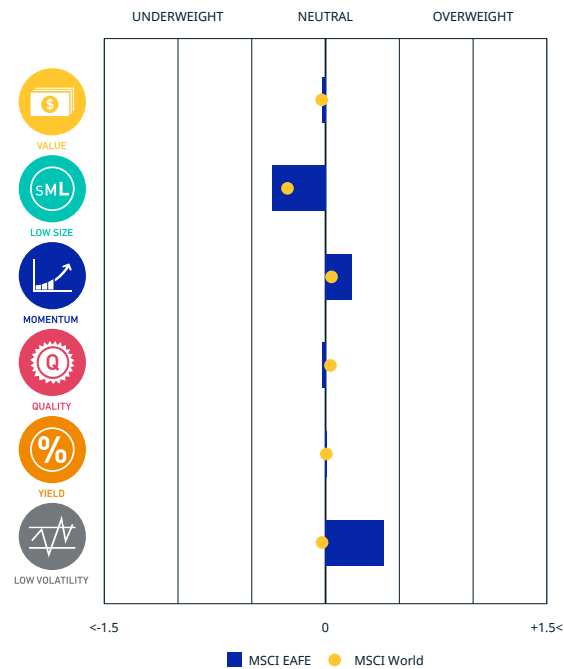 UNDERWEIGHT NEUTRAL OVERWEIGHT
$
VALUE
SML
LOW SIZE
MOMENTUM
Q
QUALITY
%
YIELD
LOW VOLATILITY
<-1.5 0 +1.5<
MSCI EAFE MSCI World